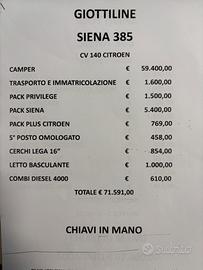 GIOTTILINE
SIENA 385
CV 140 CITROEN
CAMPER € 59.400,00
TRASPORTO E IMMATRICOLAZIONE € 1.600,00
PACK PRIVILEGE € 1.500,00
PACK SIENA € 5.400,00
PACK PLUS CITROEN € 769,00
5° POSTO OMOLOGATO € 458,00
CERCHI LEGA 16" € 854,00
LETTO BASCULANTE € 1.000,00
COMBI DIESEL 4000 € 610,00
TOTALE € 71.591,00
CHIAVI IN MANO
Subito